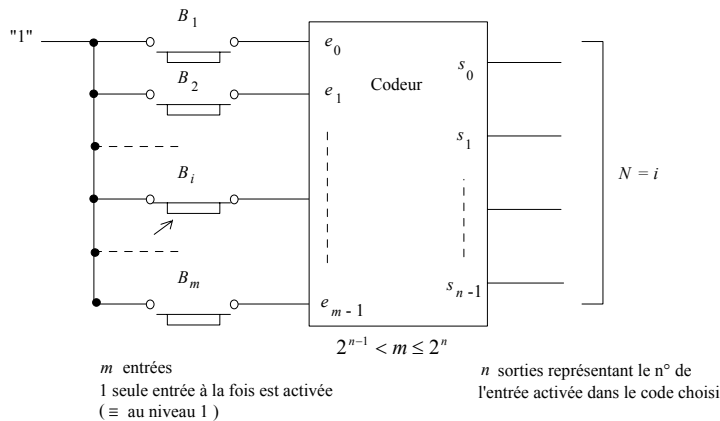 "1"
B₁
B₂
Bᵢ
Bₘ
e₀
e₁
eₘ₋₁
Codeur
s₀
s₁
sₙ₋₁
N = i
2ⁿ⁻¹ < m ≤ 2ⁿ
m entrées
1 seule entrée à la fois est activée
( ≡ au niveau 1 )
n sorties représentant le n° de
l'entrée activée dans le code choisi